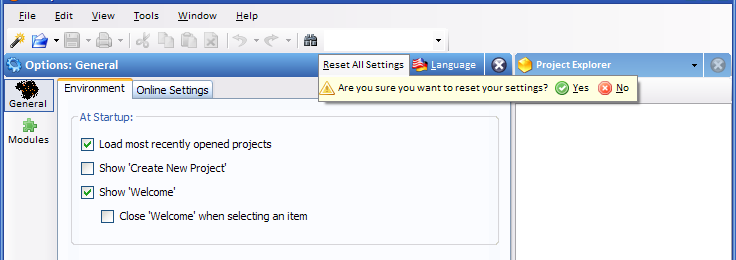 File Edit View Tools Window Help
Options: General Reset All Settings Language Project Explorer
Are you sure you want to reset your settings? Yes No
General Environment Online Settings
Modules
At Startup:
Load most recently opened projects
Show 'Create New Project'
Show 'Welcome'
Close 'Welcome' when selecting an item